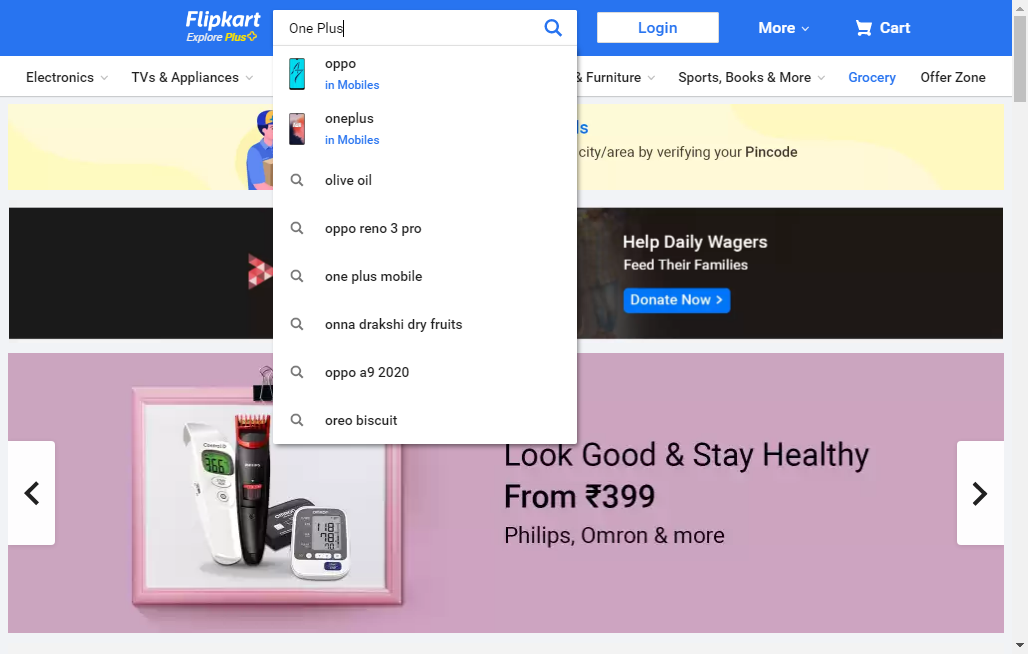 Flipkart
Explore Plus
One Plus
Login
More
Cart
Electronics
TVs & Appliances
& Furniture
Sports, Books & More
Grocery
Offer Zone
oppo
in Mobiles
oneplus
in Mobiles
olive oil
oppo reno 3 pro
one plus mobile
onna drakshi dry fruits
oppo a9 2020
oreo biscuit
city/area by verifying your Pincode
Help Daily Wagers
Feed Their Families
Donate Now >
Look Good & Stay Healthy
From ₹399
Philips, Omron & more